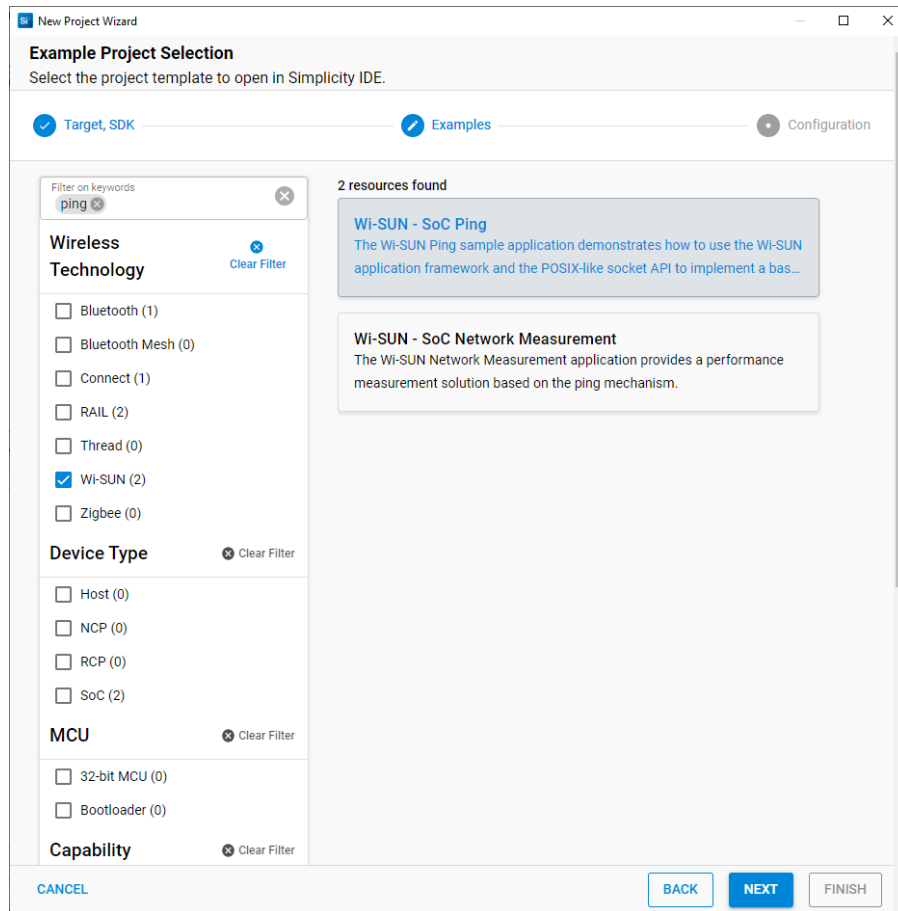 Si New Project Wizard
Example Project Selection
Select the project template to open in Simplicity IDE.
Target, SDK
Examples
Configuration
Filter on keywords
ping
Wireless
Technology
Clear Filter
Bluetooth (1)
Bluetooth Mesh (0)
Connect (1)
RAIL (2)
Thread (0)
Wi-SUN (2)
Zigbee (0)
Device Type
Clear Filter
Host (0)
NCP (0)
RCP (0)
SoC (2)
MCU
Clear Filter
32-bit MCU (0)
Bootloader (0)
Capability
Clear Filter
2 resources found
Wi-SUN - SoC Ping
The Wi-SUN Ping sample application demonstrates how to use the Wi-SUN
application framework and the POSIX-like socket API to implement a bas...
Wi-SUN - SoC Network Measurement
The Wi-SUN Network Measurement application provides a performance
measurement solution based on the ping mechanism.
CANCEL
BACK
NEXT
FINISH